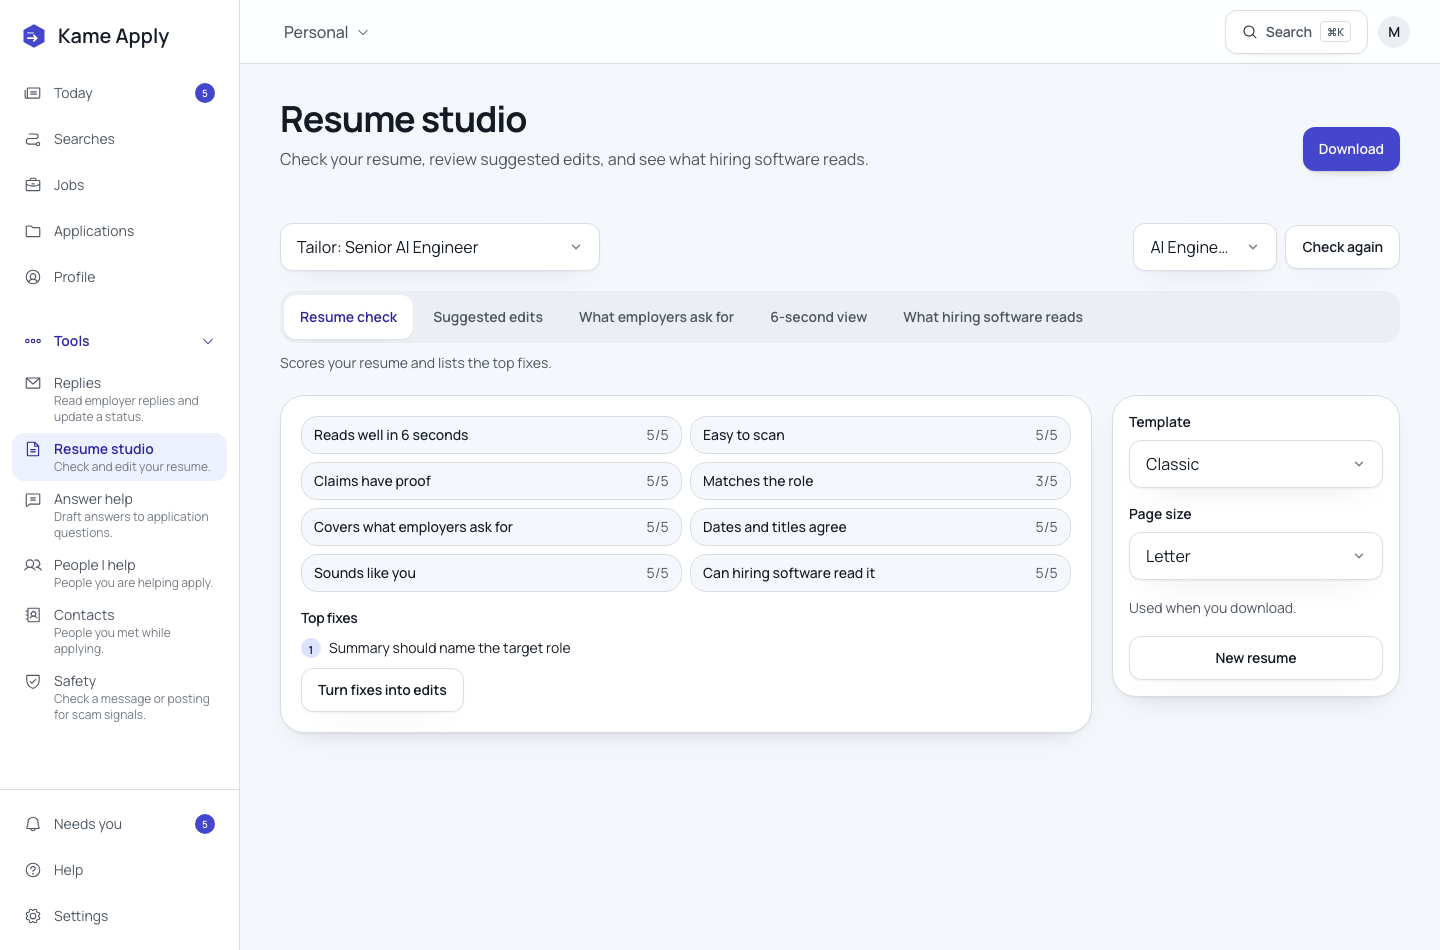 Kame Apply
Personal
Search
⌘K
M
Today
5
Searches
Jobs
Applications
Profile
Tools
Replies
Read employer replies and
update a status.
Resume studio
Check and edit your resume.
Answer help
Draft answers to application
questions.
People I help
People you are helping apply.
Contacts
People you met while
applying.
Safety
Check a message or posting
for scam signals.
Needs you
5
Help
Settings
Resume studio
Check your resume, review suggested edits, and see what hiring software reads.
Download
Tailor: Senior AI Engineer
AI Engine...
Check again
Resume check
Suggested edits
What employers ask for
6-second view
What hiring software reads
Scores your resume and lists the top fixes.
Reads well in 6 seconds 5/5
Easy to scan 5/5
Claims have proof 5/5
Matches the role 3/5
Covers what employers ask for 5/5
Dates and titles agree 5/5
Sounds like you 5/5
Can hiring software read it 5/5
Top fixes
1 Summary should name the target role
Turn fixes into edits
Template
Classic
Page size
Letter
Used when you download.
New resume